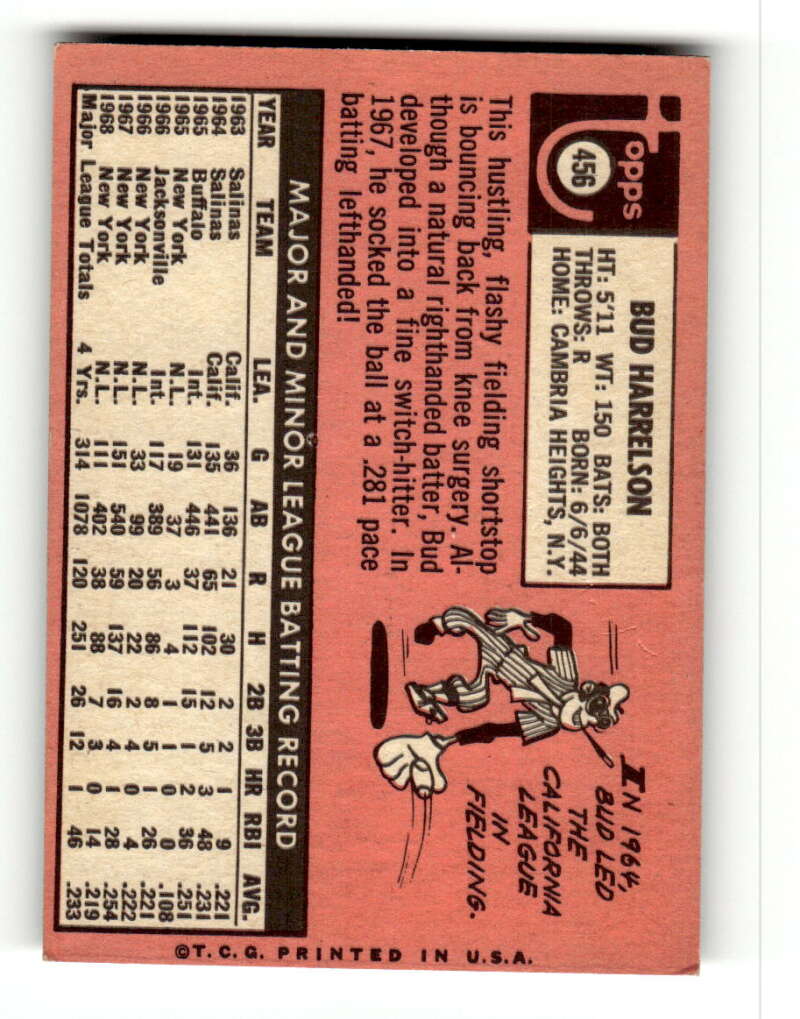 Topps
456
BUD HARRELSON
HT: 5'11 WT: 150 BATS: BOTH
THROWS: R BORN: 6/6/44
HOME: CAMBRIA HEIGHTS, N.Y.
This hustling, flashy fielding shortstop
is bouncing back from knee surgery. Al-
though a natural righthanded batter, Bud
developed into a fine switch-hitter. In
1967, he socked the ball at a .281 pace
batting lefthanded!
IN 1964,
BUD LED
THE
CALIFORNIA
LEAGUE
IN
FIELDING.
MAJOR AND MINOR LEAGUE BATTING RECORD
YEAR TEAM LEA. G AB R H 2B 3B HR RBI AVG.
1963 Salinas Calif. 36 136 21 30 2 2 1 9 .221
1964 Salinas Calif. 135 441 65 102 12 5 3 48 .231
1965 Buffalo Int. 131 446 37 112 15 1 2 36 .251
1965 New York N.L. 19 37 3 4 1 1 0 0 .108
1966 Jacksonville Int. 117 389 56 86 8 5 1 26 .221
1966 New York N.L. 33 99 20 22 2 4 0 4 .222
1967 New York N.L. 151 540 59 137 16 4 1 28 .254
1968 New York N.L. 111 402 38 88 7 3 0 14 .219
Major League Totals 4 Yrs. 314 1078 120 251 26 12 1 46 .233
©T.C.G. PRINTED IN U.S.A.